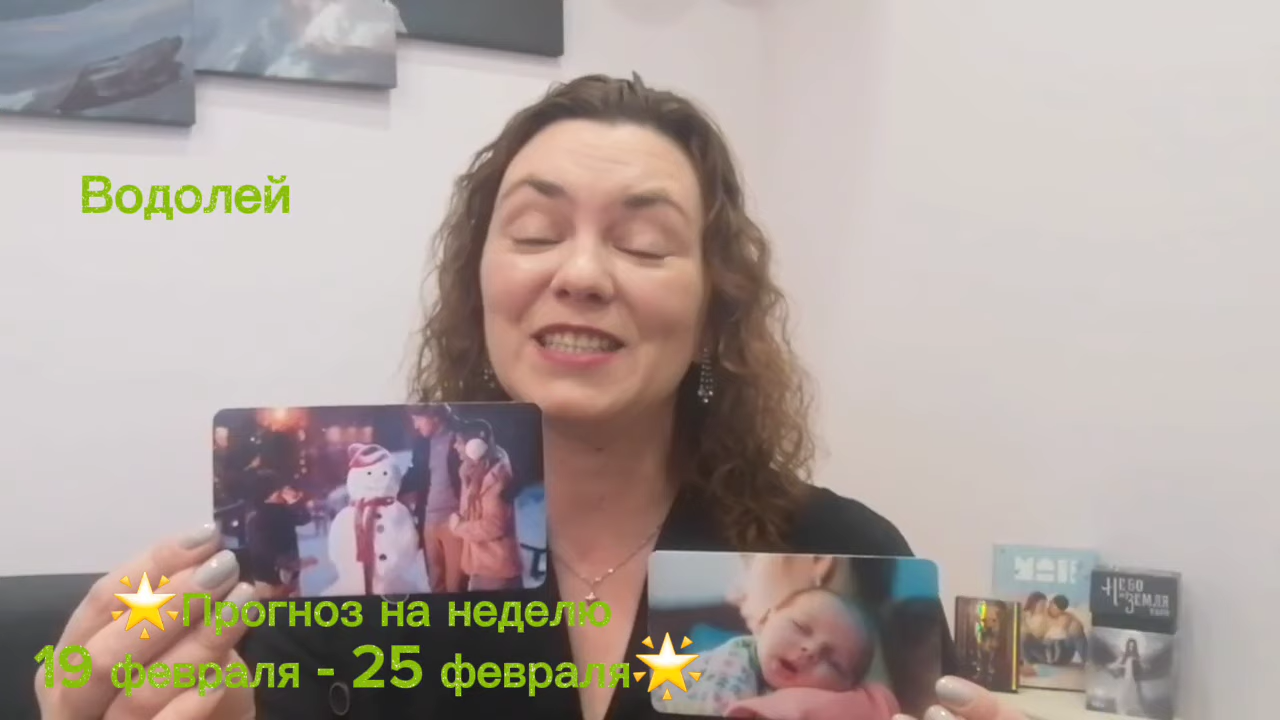 Водолей
🌟Прогноз на неделю
19 февраля - 25 февраля🌟
НЕБО
ЗЕМЛЯ